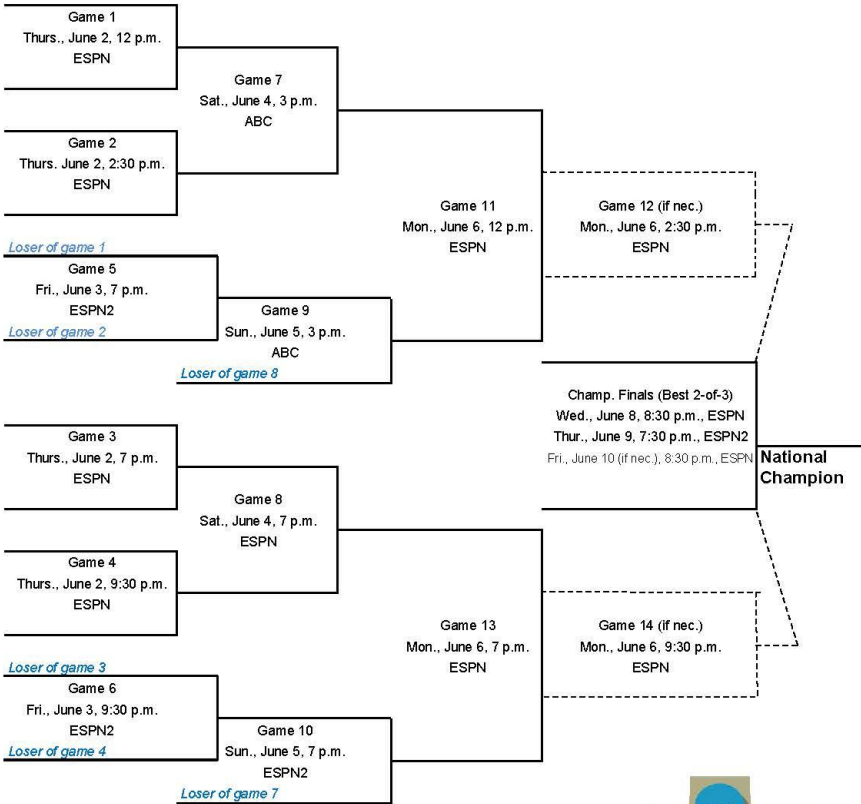 Game 1
Thurs., June 2, 12 p.m.
ESPN
Game 7
Sat., June 4, 3 p.m.
ABC
Game 2
Thurs. June 2, 2:30 p.m.
ESPN
Game 11
Mon., June 6, 12 p.m.
ESPN
Game 12 (if nec.)
Mon., June 6, 2:30 p.m.
ESPN
Loser of game 1
Game 5
Fri., June 3, 7 p.m.
ESPN2
Loser of game 2
Game 9
Sun., June 5, 3 p.m.
ABC
Loser of game 8
Champ. Finals (Best 2-of-3)
Wed., June 8, 8:30 p.m., ESPN
Thur., June 9, 7:30 p.m., ESPN2
Fri., June 10 (if nec.), 8:30 p.m., ESPN
National
Champion
Game 3
Thurs., June 2, 7 p.m.
ESPN
Game 8
Sat., June 4, 7 p.m.
ESPN
Game 4
Thurs., June 2, 9:30 p.m.
ESPN
Game 13
Mon., June 6, 7 p.m.
ESPN
Game 14 (if nec.)
Mon., June 6, 9:30 p.m.
ESPN
Loser of game 3
Game 6
Fri., June 3, 9:30 p.m.
ESPN2
Loser of game 4
Game 10
Sun., June 5, 7 p.m.
ESPN2
Loser of game 7